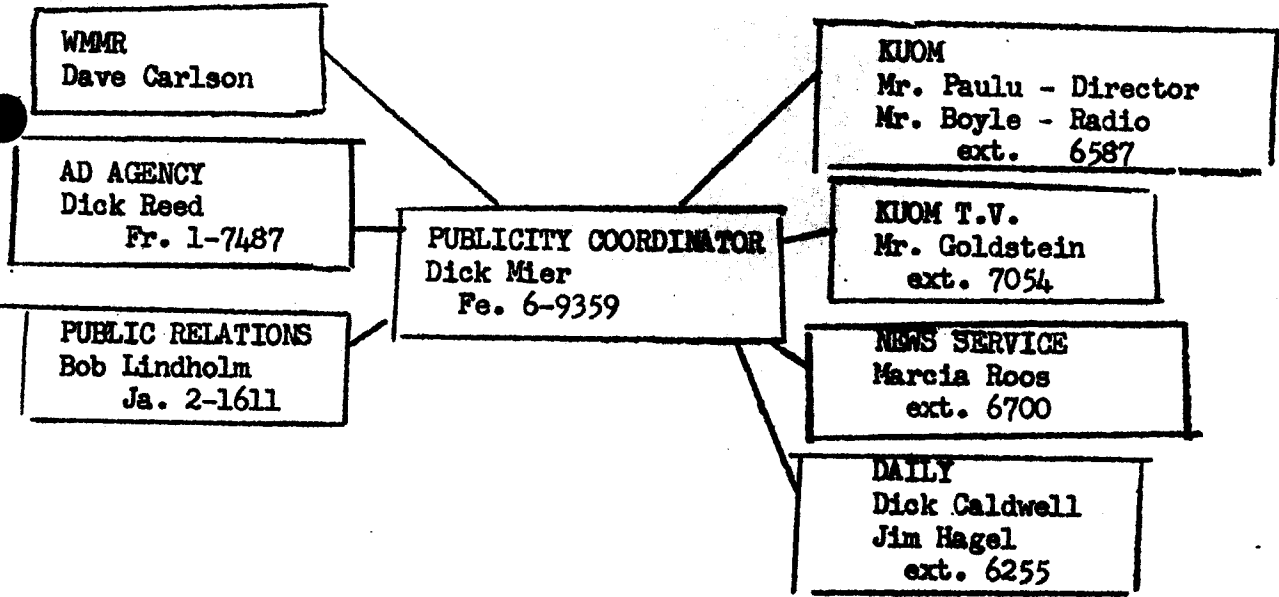 WMMR
Dave Carlson
AD AGENCY
Dick Reed
Fr. 1-7487
PUBLIC RELATIONS
Bob Lindholm
Ja. 2-1611
PUBLICITY COORDINATOR
Dick Mier
Fe. 6-9359
KUOM
Mr. Paulu - Director
Mr. Boyle - Radio
ext. 6587
KUOM T.V.
Mr. Goldstein
ext. 7054
NEWS SERVICE
Marcia Roos
ext. 6700
DAILY
Dick Caldwell
Jim Hagel
ext. 6255